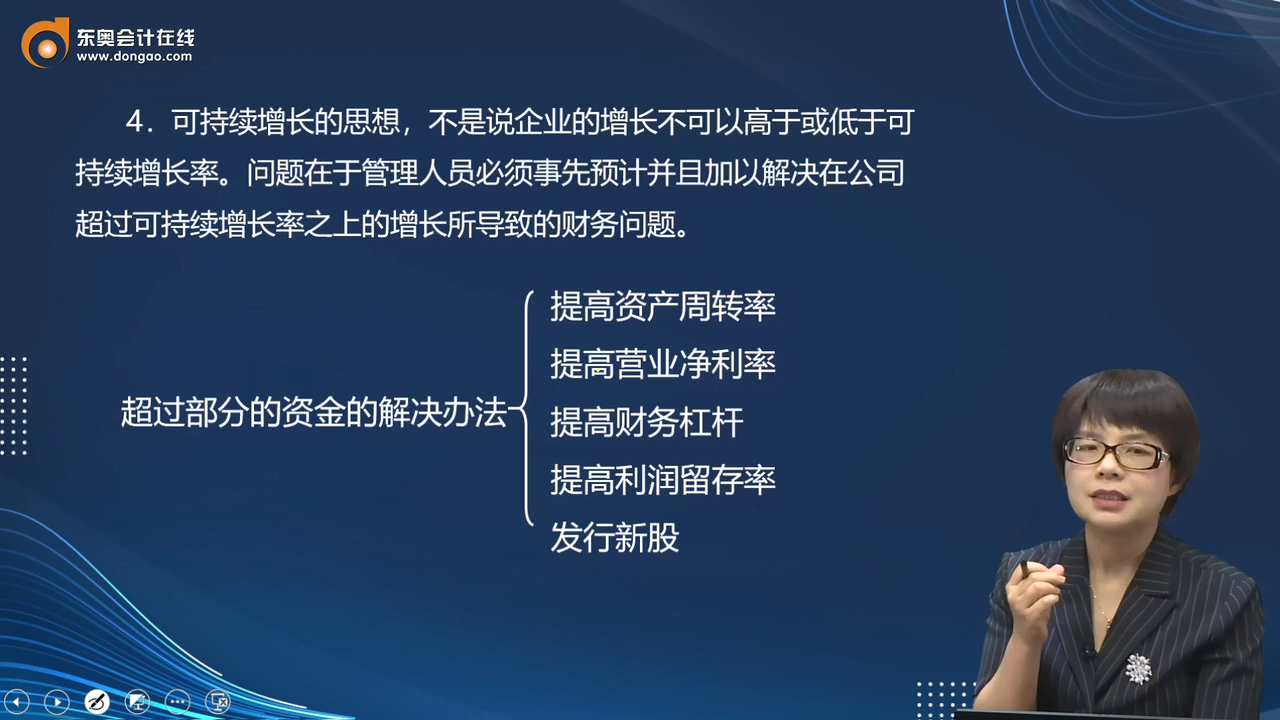 东奥会计在线
www.dongao.com
4．可持续增长的思想，不是说企业的增长不可以高于或低于可
持续增长率。问题在于管理人员必须事先预计并且加以解决在公司
超过可持续增长率之上的增长所导致的财务问题。
超过部分的资金的解决办法
提高资产周转率
提高营业净利率
提高财务杠杆
提高利润留存率
发行新股